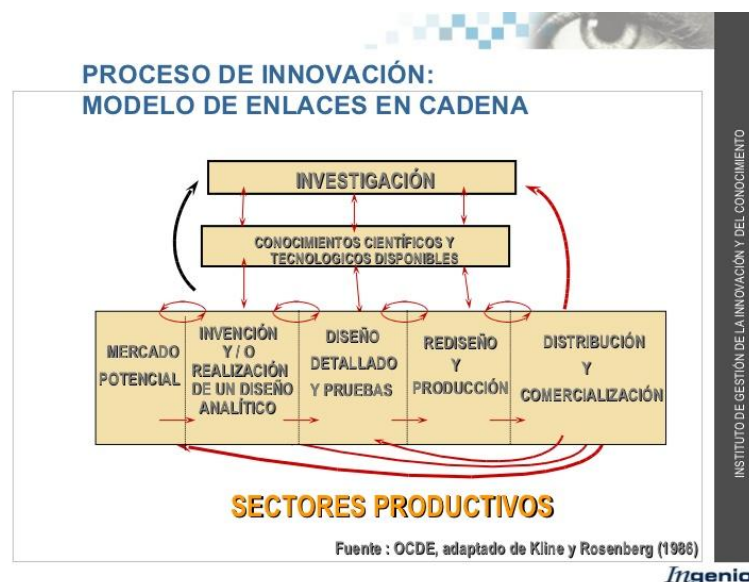 PROCESO DE INNOVACIÓN:
MODELO DE ENLACES EN CADENA
INVESTIGACIÓN
CONOCIMIENTOS CIENTÍFICOS Y
TECNOLOGICOS DISPONIBLES
MERCADO
POTENCIAL
INVENCIÓN
Y / O
REALIZACIÓN
DE UN DISEÑO
ANALÍTICO
DISEÑO
DETALLADO
Y PRUEBAS
REDISEÑO
Y
PRODUCCIÓN
DISTRIBUCIÓN
Y
COMERCIALIZACIÓN
SECTORES PRODUCTIVOS
Fuente : OCDE, adaptado de Kline y Rosenberg (1986)
INSTITUTO DE GESTIÓN DE LA INNOVACIÓN Y DEL CONOCIMIENTO
Ingenio